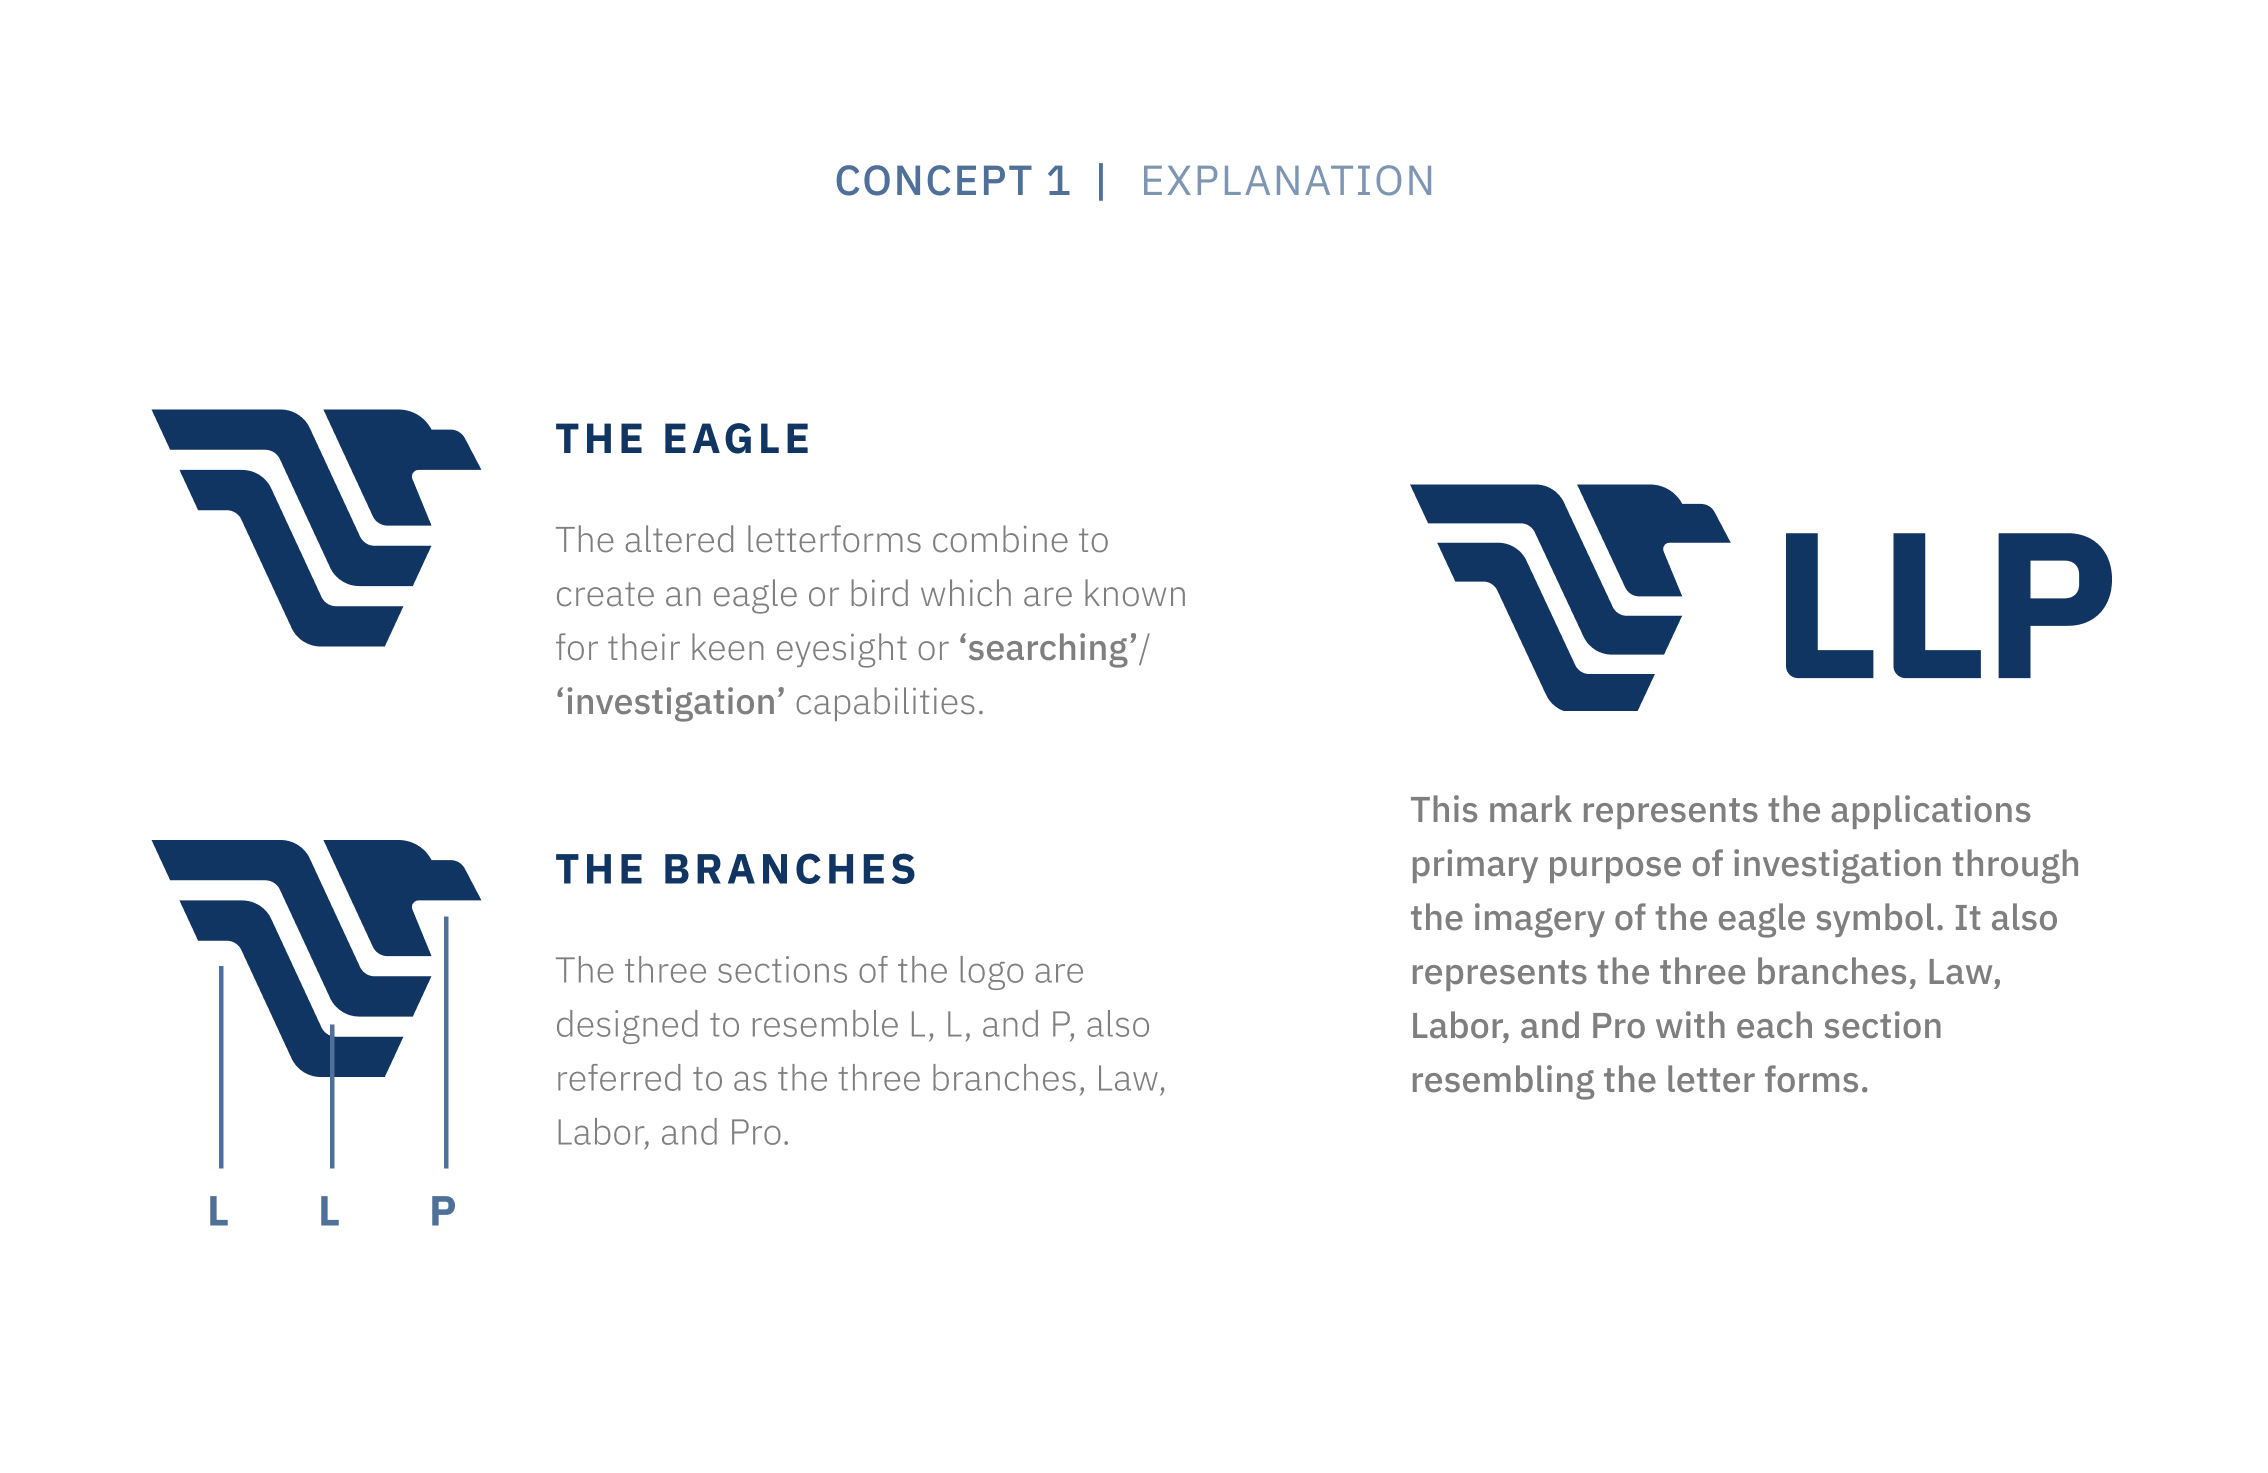 CONCEPT 1 | EXPLANATION
THE EAGLE
The altered letterforms combine to
create an eagle or bird which are known
for their keen eyesight or ‘searching’/
‘investigation’ capabilities.
THE BRANCHES
The three sections of the logo are
designed to resemble L, L, and P, also
referred to as the three branches, Law,
Labor, and Pro.
L L P
LLP
This mark represents the applications
primary purpose of investigation through
the imagery of the eagle symbol. It also
represents the three branches, Law,
Labor, and Pro with each section
resembling the letter forms.